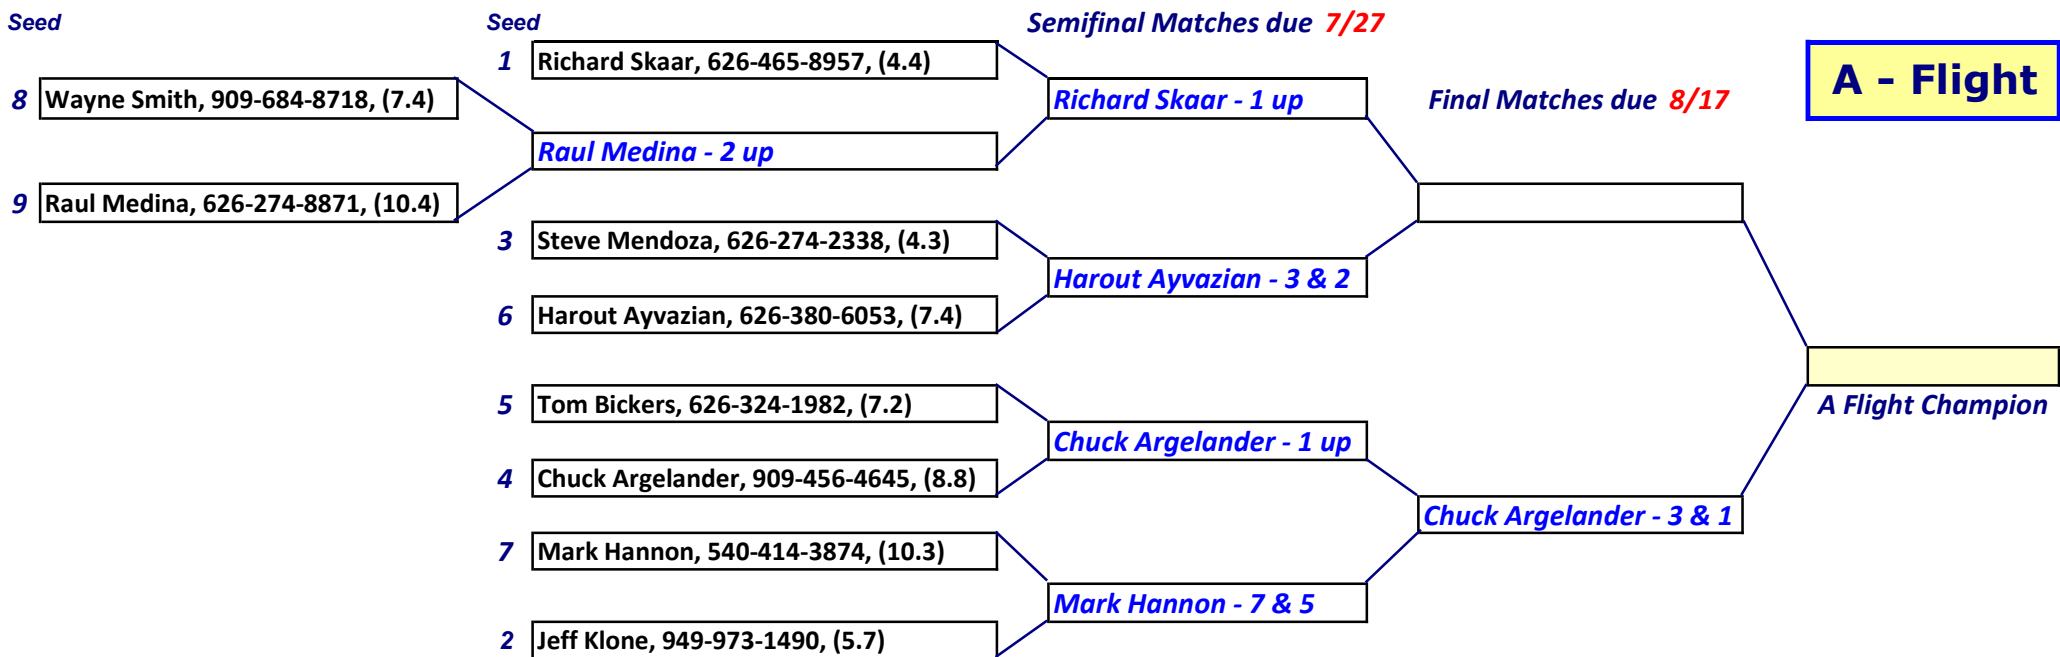 Seed
Seed
Semifinal Matches due 7/27
1 Richard Skaar, 626-465-8957, (4.4)
A - Flight
8 Wayne Smith, 909-684-8718, (7.4)
Richard Skaar - 1 up
Final Matches due 8/17
Raul Medina - 2 up
9 Raul Medina, 626-274-8871, (10.4)
3 Steve Mendoza, 626-274-2338, (4.3)
Harout Ayvazian - 3 & 2
6 Harout Ayvazian, 626-380-6053, (7.4)
5 Tom Bickers, 626-324-1982, (7.2)
A Flight Champion
Chuck Argelander - 1 up
4 Chuck Argelander, 909-456-4645, (8.8)
Chuck Argelander - 3 & 1
7 Mark Hannon, 540-414-3874, (10.3)
Mark Hannon - 7 & 5
2 Jeff Klone, 949-973-1490, (5.7)